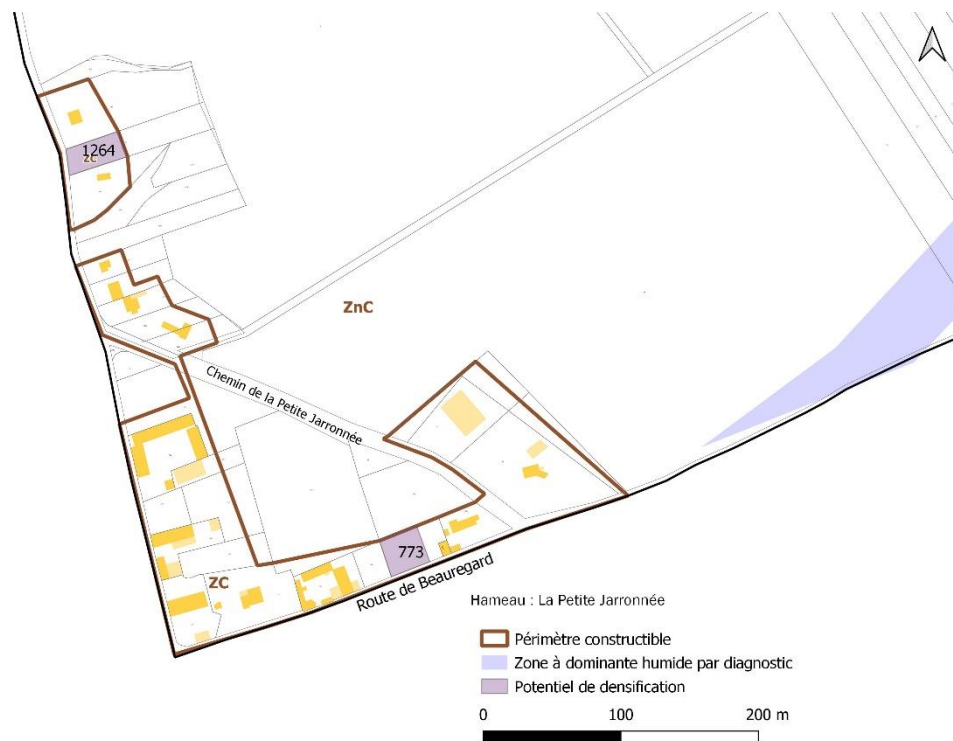 1264
ZC
ZnC
Chemin de la Petite Jarronnée
773
ZC
Route de Beauregard
Hameau : La Petite Jarronnée
Périmètre constructible
Zone à dominante humide par diagnostic
Potentiel de densification
0 100 200 m